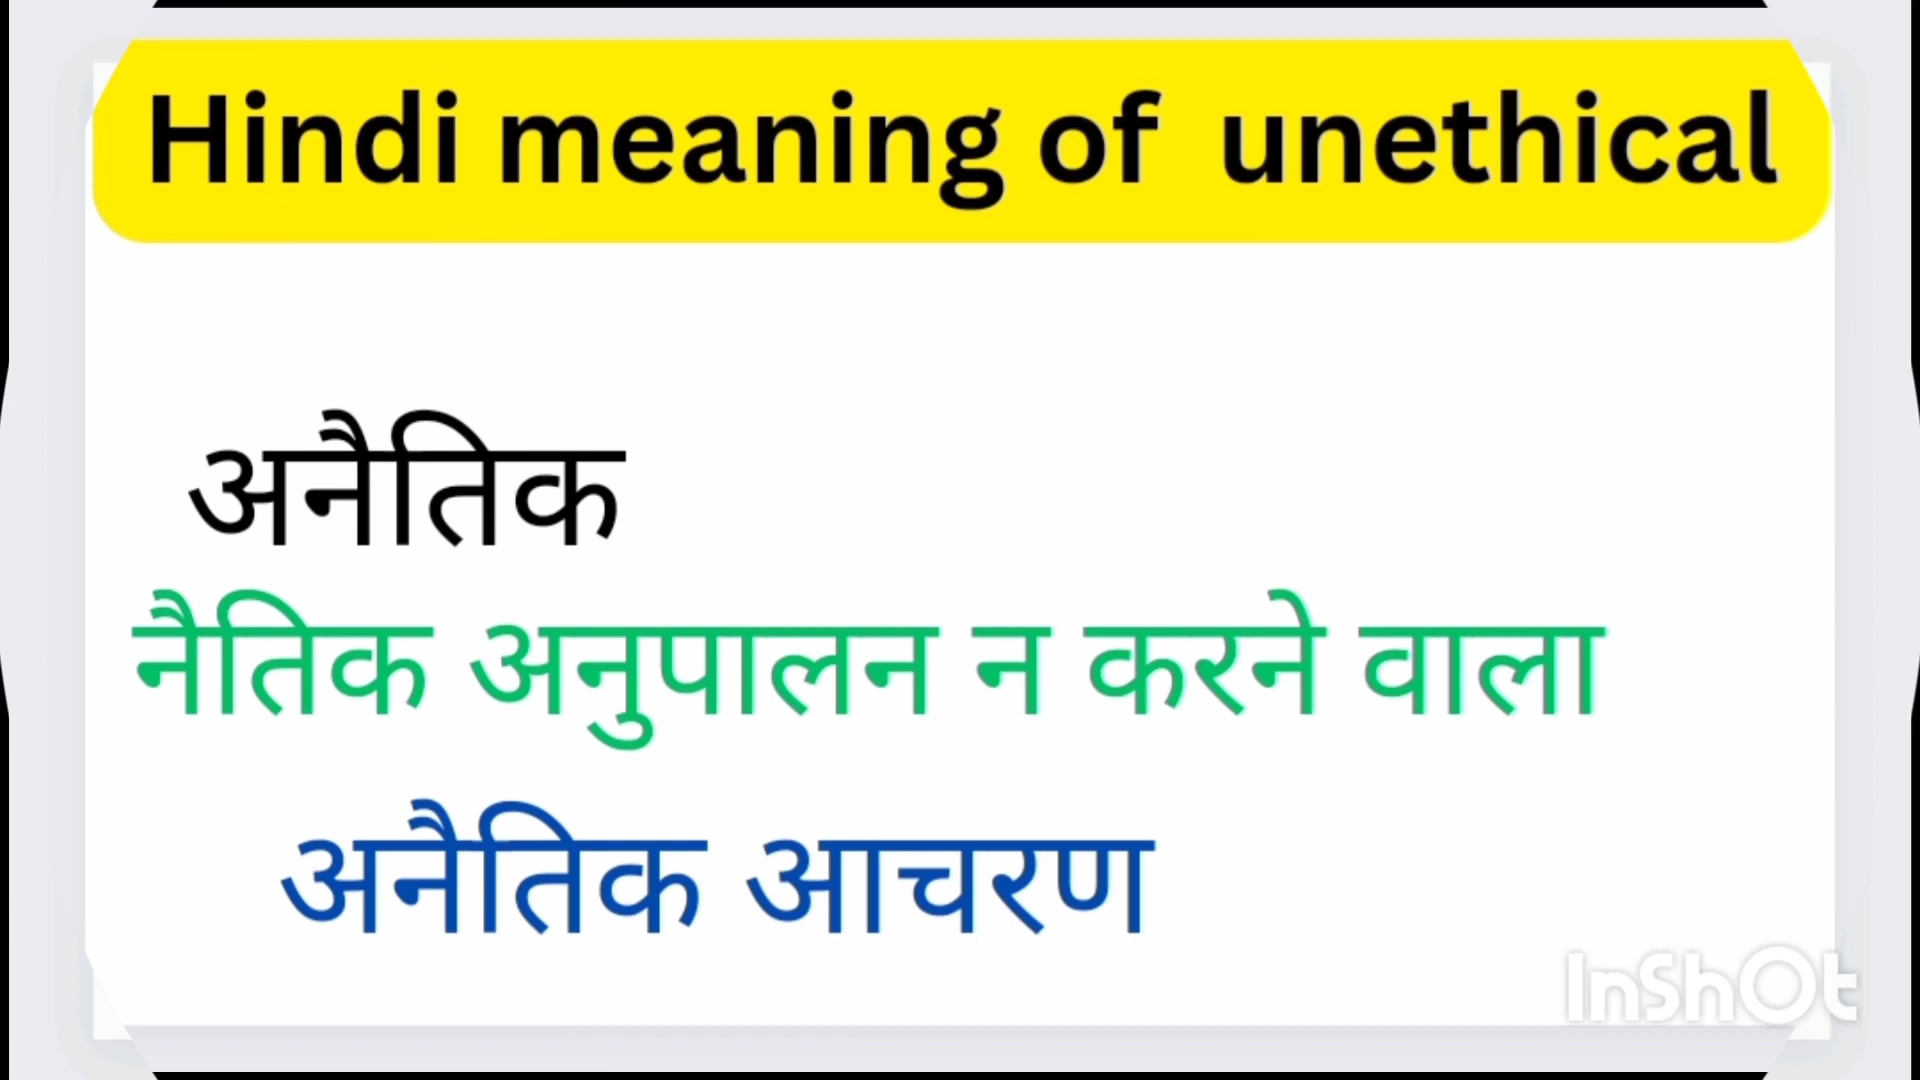 Hindi meaning of unethical
अनैतिक
नैतिक अनुपालन न करने वाला
अनैतिक आचरण
InShOt